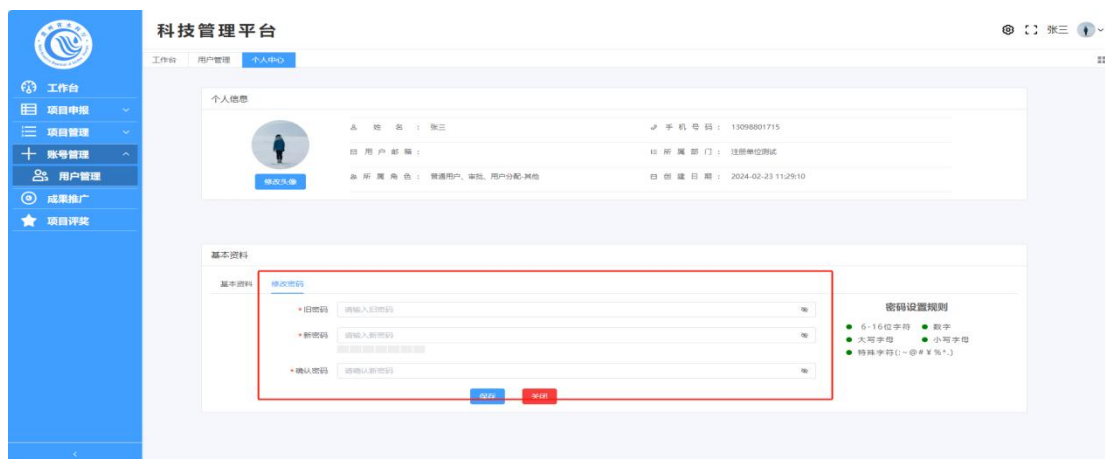 科技管理平台
张三
工作台 用户管理 个人中心
工作台
项目申报
项目管理
账号管理
用户管理
成果推广
项目评奖
个人信息
姓 名 : 张三
手 机 号 码 : 13098801715
用 户 邮 箱 :
所 属 部 门 : 注册单位测试
所 属 角 色 : 普通用户、审批、用户分配-其他
创 建 日 期 : 2024-02-23 11:29:10
修改头像
基本资料
基本资料 修改密码
*旧密码 请输入旧密码
*新密码 请输入新密码
*确认密码 请确认新密码
保存 关闭
密码设置规则
6-16位字符 数字
大写字母 小写字母
特殊字符(:~@#¥%*.)